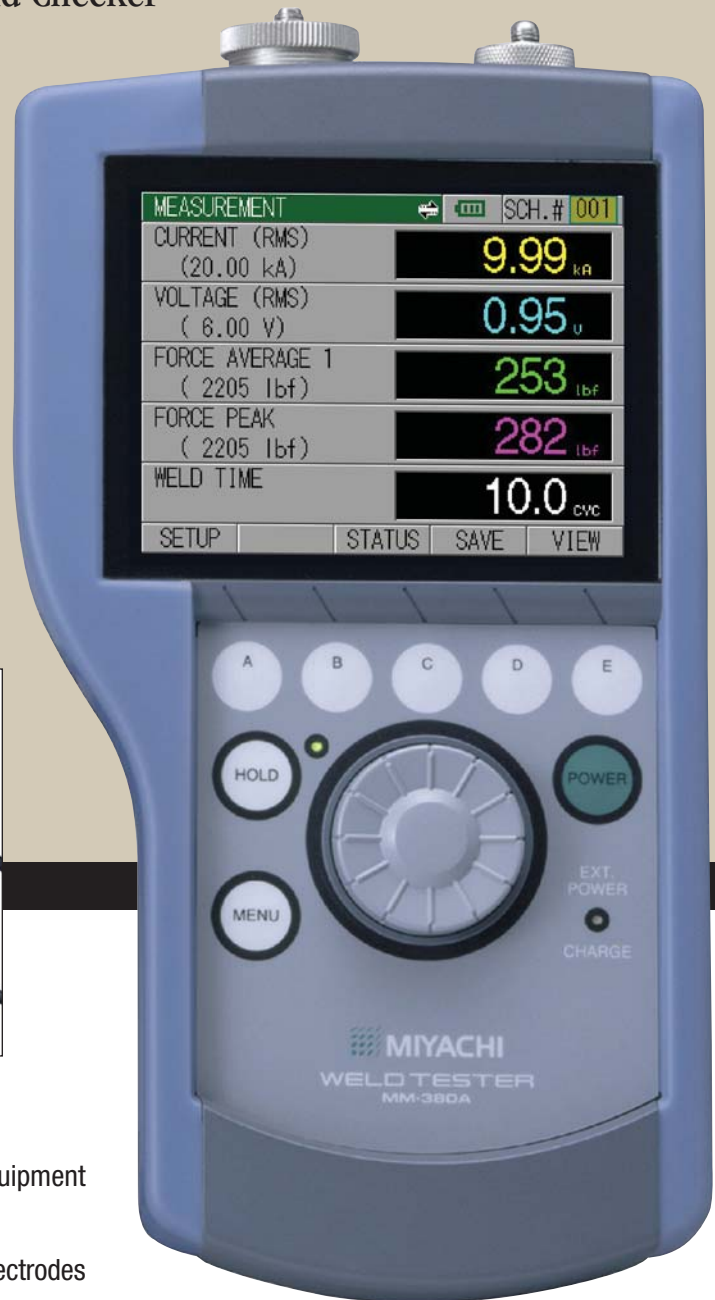 Checker
MEASUREMENT SCH.# 001
CURRENT (RMS)
(20.00 kA)
9.99 kA
VOLTAGE (RMS)
( 6.00 V)
0.95 V
FORCE AVERAGE 1
( 2205 lbf)
253 lbf
FORCE PEAK
( 2205 lbf)
282 lbf
WELD TIME
10.0 CYC
SETUP STATUS SAVE VIEW
A B C D E
HOLD
POWER
MENU
EXT.
POWER
CHARGE
MIYACHI
WELD TESTER
MM-380A